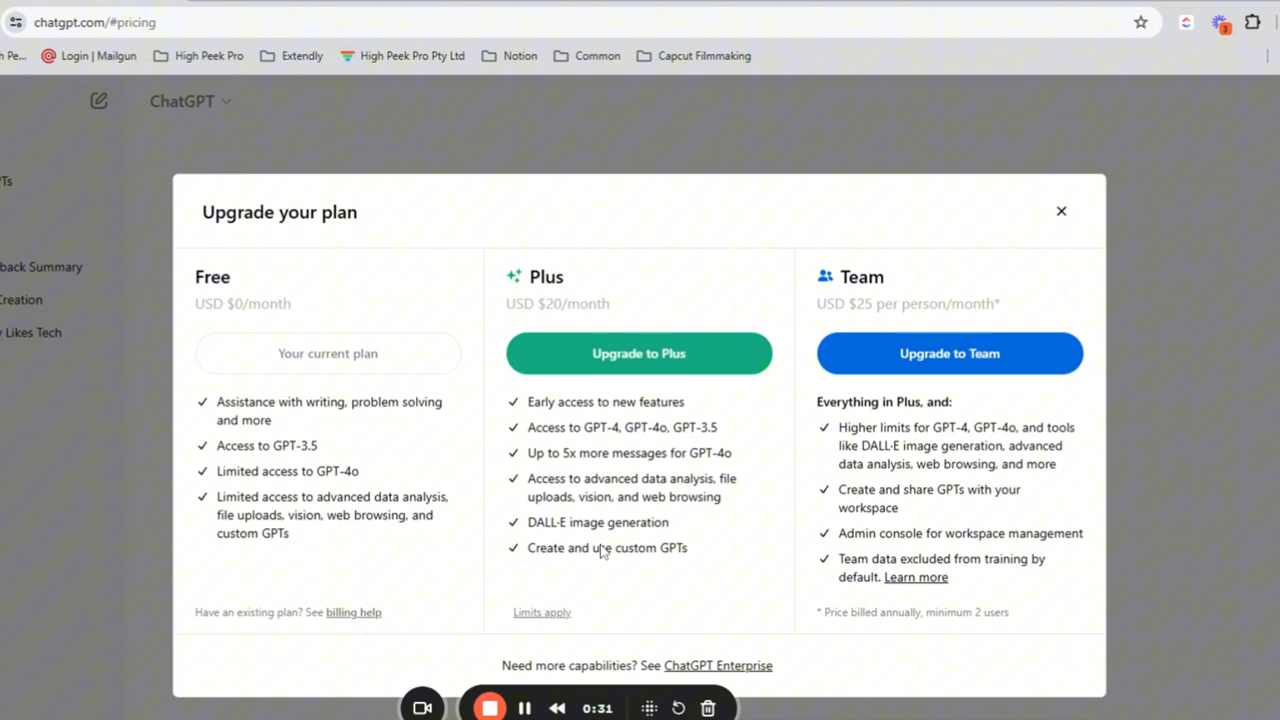 chatgpt.com/#pricing
h Pe... Login | Mailgun High Peek Pro Extendly High Peek Pro Pty Ltd Notion Common Capcut Filmmaking
3
ChatGPT
PTs
back Summary
Creation
y Likes Tech
Upgrade your plan
Free
USD $0/month
Your current plan
Assistance with writing, problem solving
and more
Access to GPT-3.5
Limited access to GPT-4o
Limited access to advanced data analysis,
file uploads, vision, web browsing, and
custom GPTs
Have an existing plan? See billing help
Plus
USD $20/month
Upgrade to Plus
Early access to new features
Access to GPT-4, GPT-4o, GPT-3.5
Up to 5x more messages for GPT-4o
Access to advanced data analysis, file
uploads, vision, and web browsing
DALL·E image generation
Create and use custom GPTs
Limits apply
Team
USD $25 per person/month*
Upgrade to Team
Everything in Plus, and:
Higher limits for GPT-4, GPT-4o, and tools
like DALL·E image generation, advanced
data analysis, web browsing, and more
Create and share GPTs with your
workspace
Admin console for workspace management
Team data excluded from training by
default. Learn more
* Price billed annually, minimum 2 users
Need more capabilities? See ChatGPT Enterprise
0:31